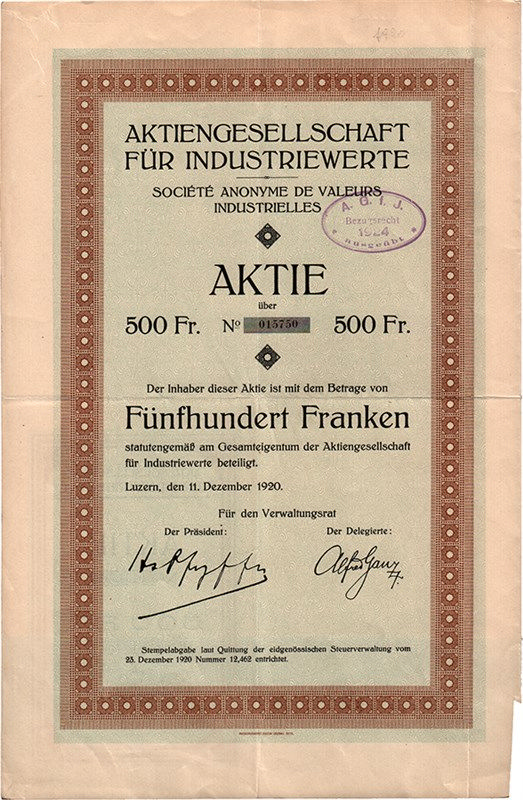 1920
AKTIENGESELLSCHAFT
FÜR INDUSTRIEWERTE
SOCIÉTÉ ANONYME DE VALEURS
INDUSTRIELLES
A. G. f. J.
Bezugsrecht
1924
ausgeübt
AKTIE
über
500 Fr. No 015750 500 Fr.
Der Inhaber dieser Aktie ist mit dem Betrage von
Fünfhundert Franken
statutengemäß am Gesamteigentum der Aktiengesellschaft
für Industriewerte beteiligt.
Luzern, den 11. Dezember 1920.
Für den Verwaltungsrat
Der Präsident: Der Delegierte:
Alfred Ganz
Stempelabgabe laut Quittung der eidgenössischen Steuerverwaltung vom
23. Dezember 1920 Nummer 12,462 entrichtet.